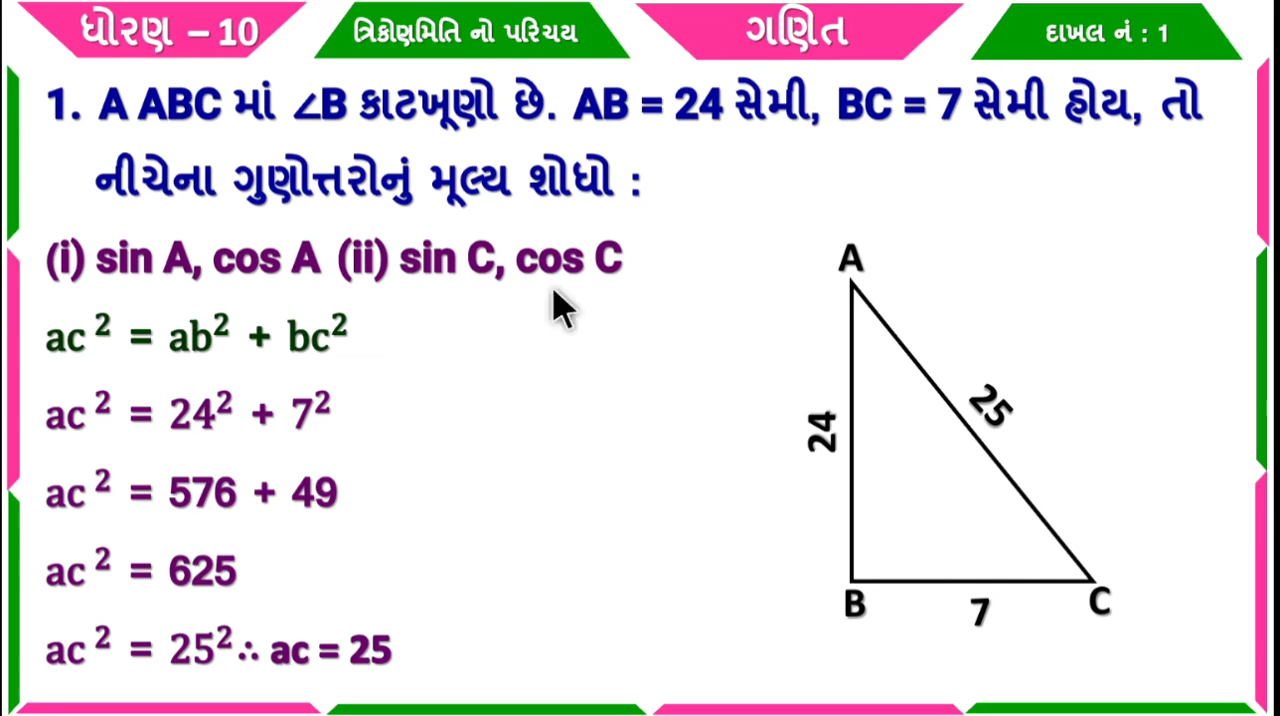 ધોરણ – 10
ત્રિકોણમિતિ નો પરિચય
ગણિત
દાખલ નં : 1
1. A ABC માં ∠B કાટખૂણો છે. AB = 24 સેમી, BC = 7 સેમી હોય, તો
નીચેના ગુણોત્તરોનું મૂલ્ય શોધો :
(i) sin A, cos A (ii) sin C, cos C
ac² = ab² + bc²
ac² = 24² + 7²
ac² = 576 + 49
ac² = 625
ac² = 25² ∴ ac = 25
A
24
25
B
7
C